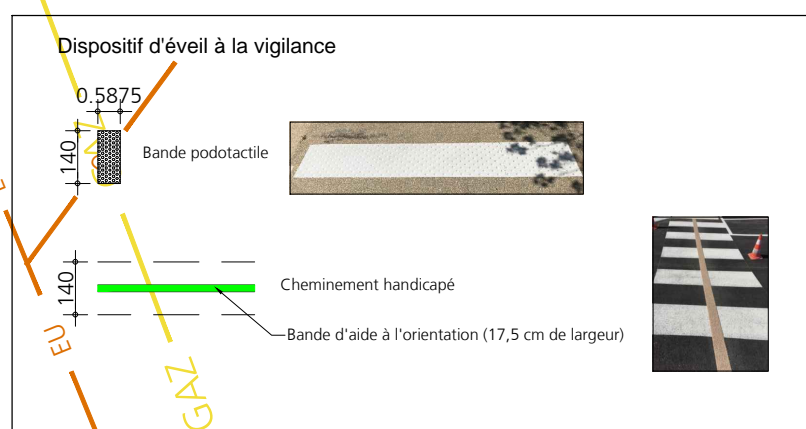 Dispositif d'éveil à la vigilance
0.5875
140
Bande podotactile
GAZ
140
Cheminement handicapé
Bande d'aide à l'orientation (17,5 cm de largeur)
EU
GAZ